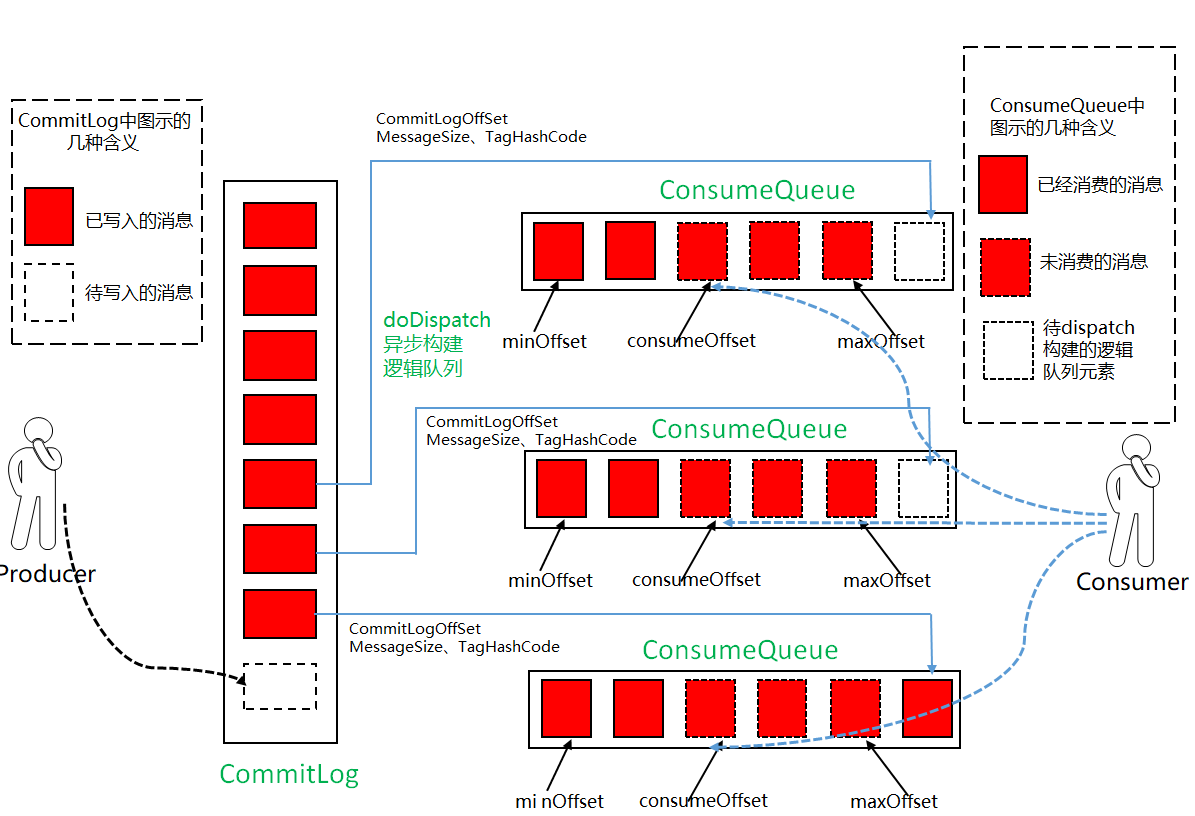 CommitLog中图示的
几种含义
已写入的消息
待写入的消息
Producer
CommitLog
CommitLogOffSet
MessageSize、TagHashCode
doDispatch
异步构建
逻辑队列
ConsumeQueue
minOffset
consumeOffset
maxOffset
CommitLogOffSet
MessageSize、TagHashCode
ConsumeQueue
minOffset
consumeOffset
maxOffset
CommitLogOffSet
MessageSize、TagHashCode
ConsumeQueue
mi nOffset
consumeOffset
maxOffset
ConsumeQueue中
图示的几种含义
已经消费的消息
未消费的消息
待dispatch
构建的逻辑
队列元素
Consumer